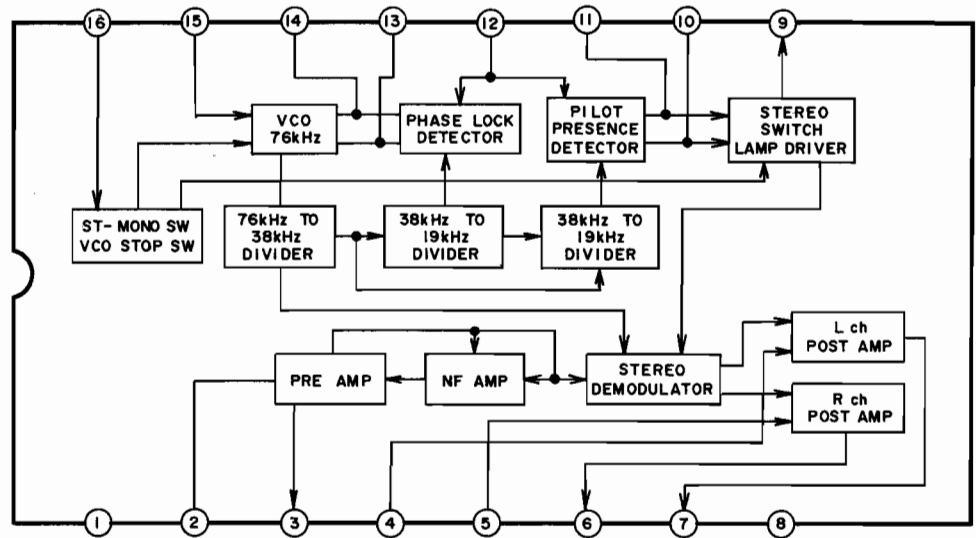 16
15
14
13
12
11
10
9
VCO
76kHz
PHASE LOCK
DETECTOR
PILOT
PRESENCE
DETECTOR
STEREO
SWITCH
LAMP DRIVER
ST-MONO SW
VCO STOP SW
76kHz TO
38kHz
DIVIDER
38kHz TO
19kHz
DIVIDER
38kHz TO
19kHz
DIVIDER
PRE AMP
NF AMP
STEREO
DEMODULATOR
L ch
POST AMP
R ch
POST AMP
1
2
3
4
5
6
7
8